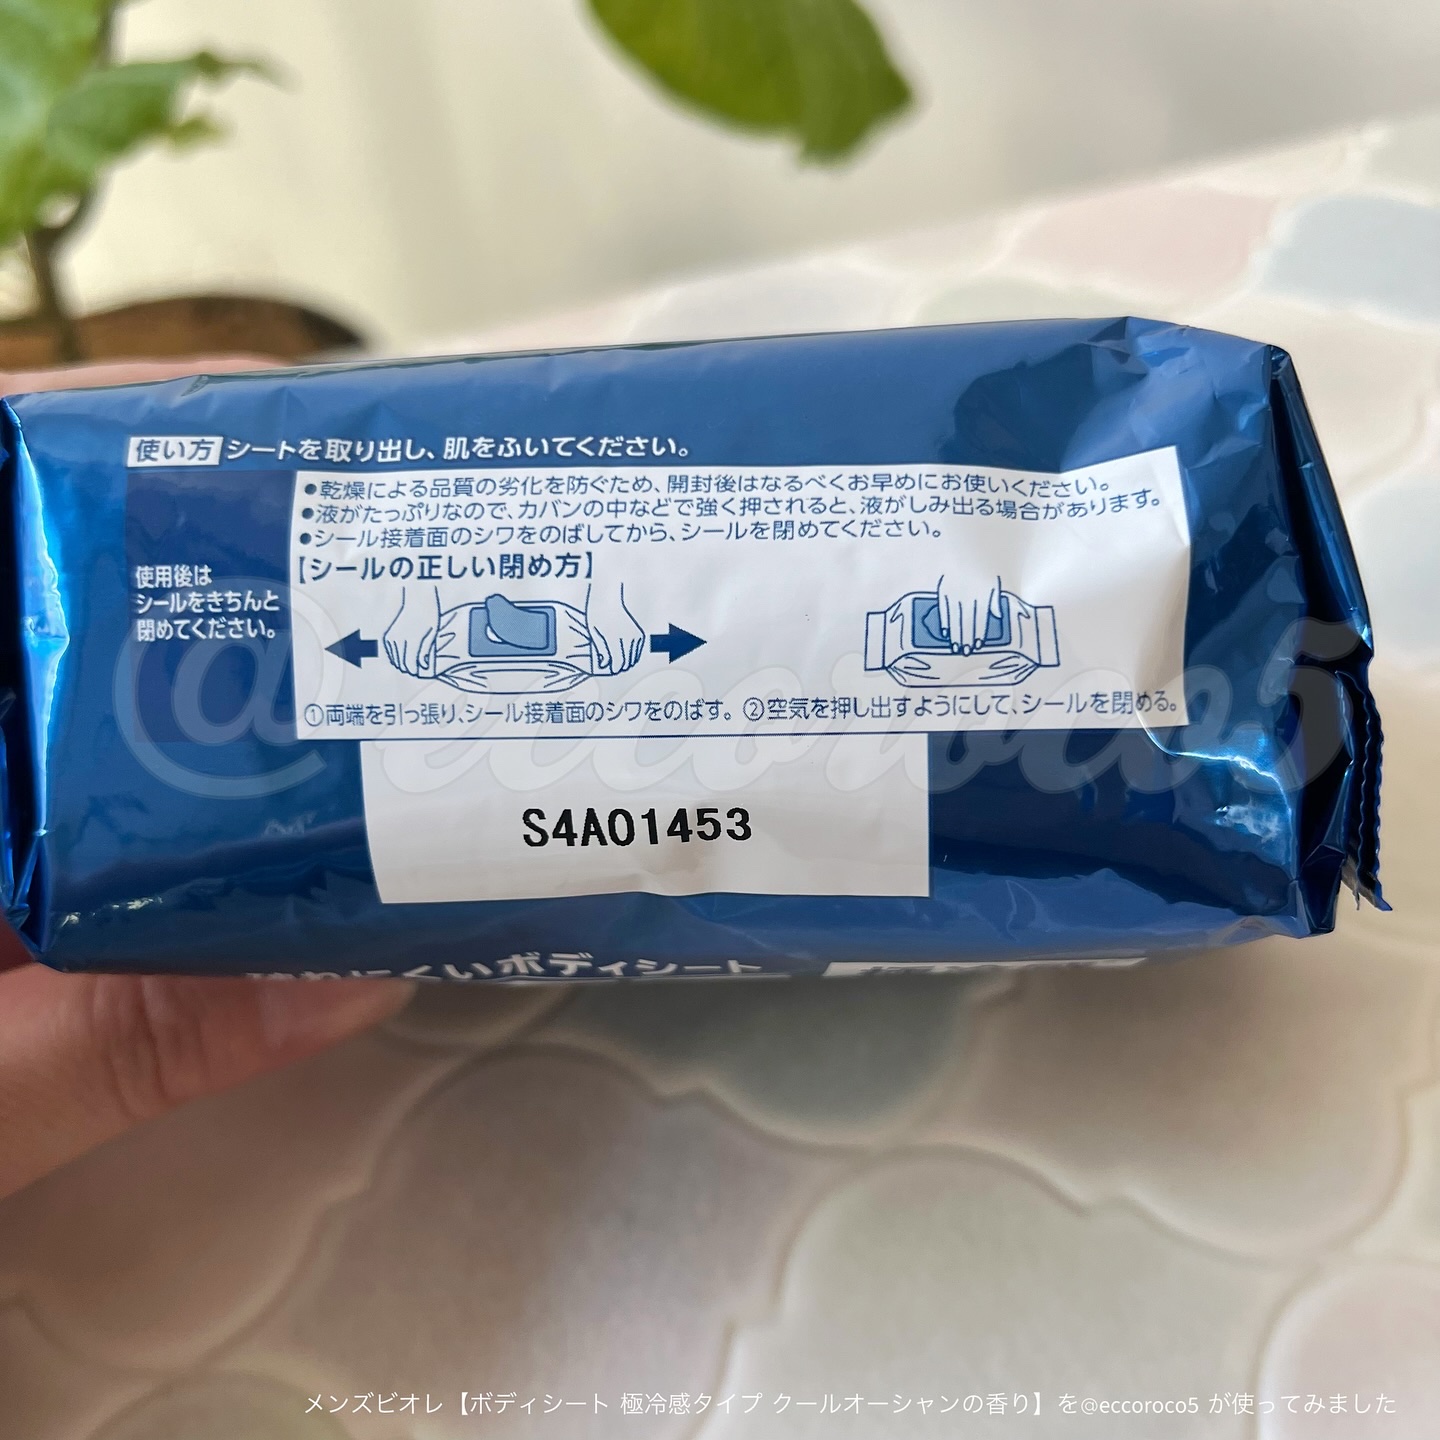 使い方 シートを取り出し、肌をふいてください。
使用後は
シールをきちんと
閉めてください。
●乾燥による品質の劣化を防ぐため、開封後はなるべくお早めにお使いください。
●液がたっぷりなので、カバンの中などで強く押されると、液がしみ出る場合があります。
●シール接着面のシワをのばしてから、シールを閉めてください。
【シールの正しい閉め方】
①両端を引っ張り、シール接着面のシワをのばす。
②空気を押し出すようにして、シールを閉める。
@eccoroco5
S4A01453
にくいボディシート
メンズビオレ【ボディシート 極冷感タイプ クールオーシャンの香り】を@eccoroco5 が使ってみました